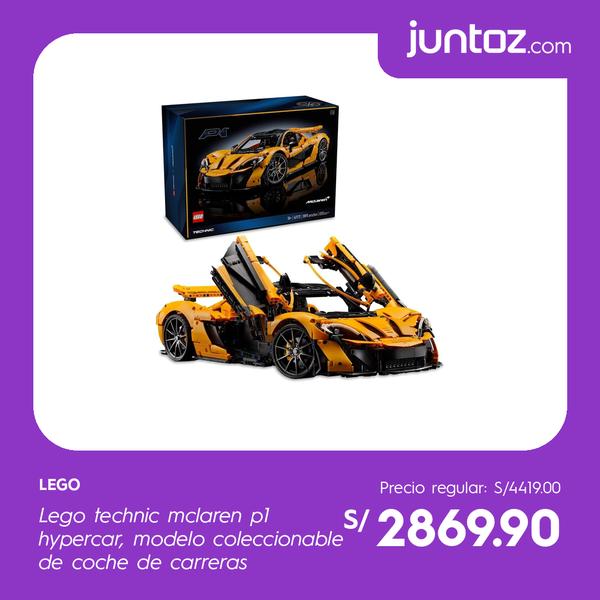 juntoz.com
P1
LEGO
TECHNIC
McLaren
LEGO
Precio regular: S/4419.00
Lego technic mclaren p1
hypercar, modelo coleccionable
de coche de carreras
S/ 2869.90